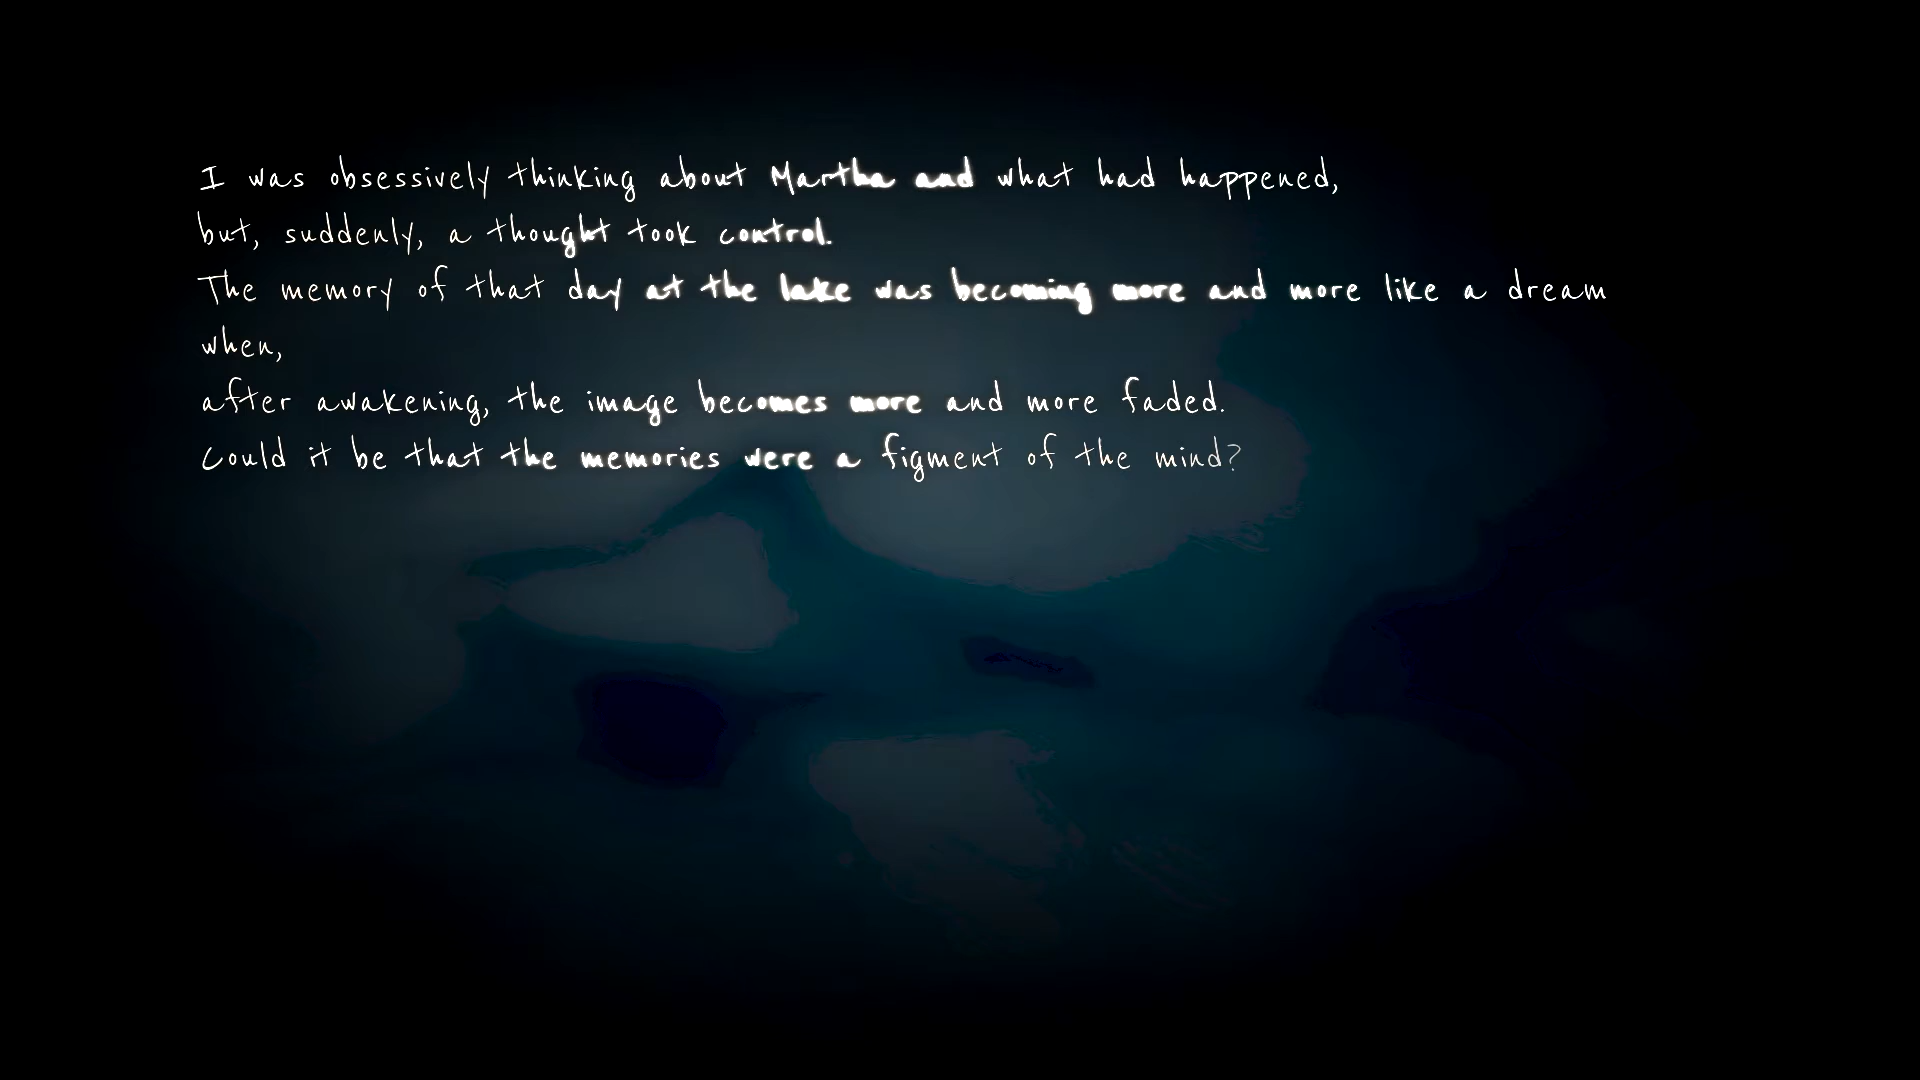 I was obsessively thinking about Martha and what had happened,
but, suddenly, a thought took control.
The memory of that day at the lake was becoming more and more like a dream
when,
after awakening, the image becomes more and more faded.
Could it be that the memories were a figment of the mind?